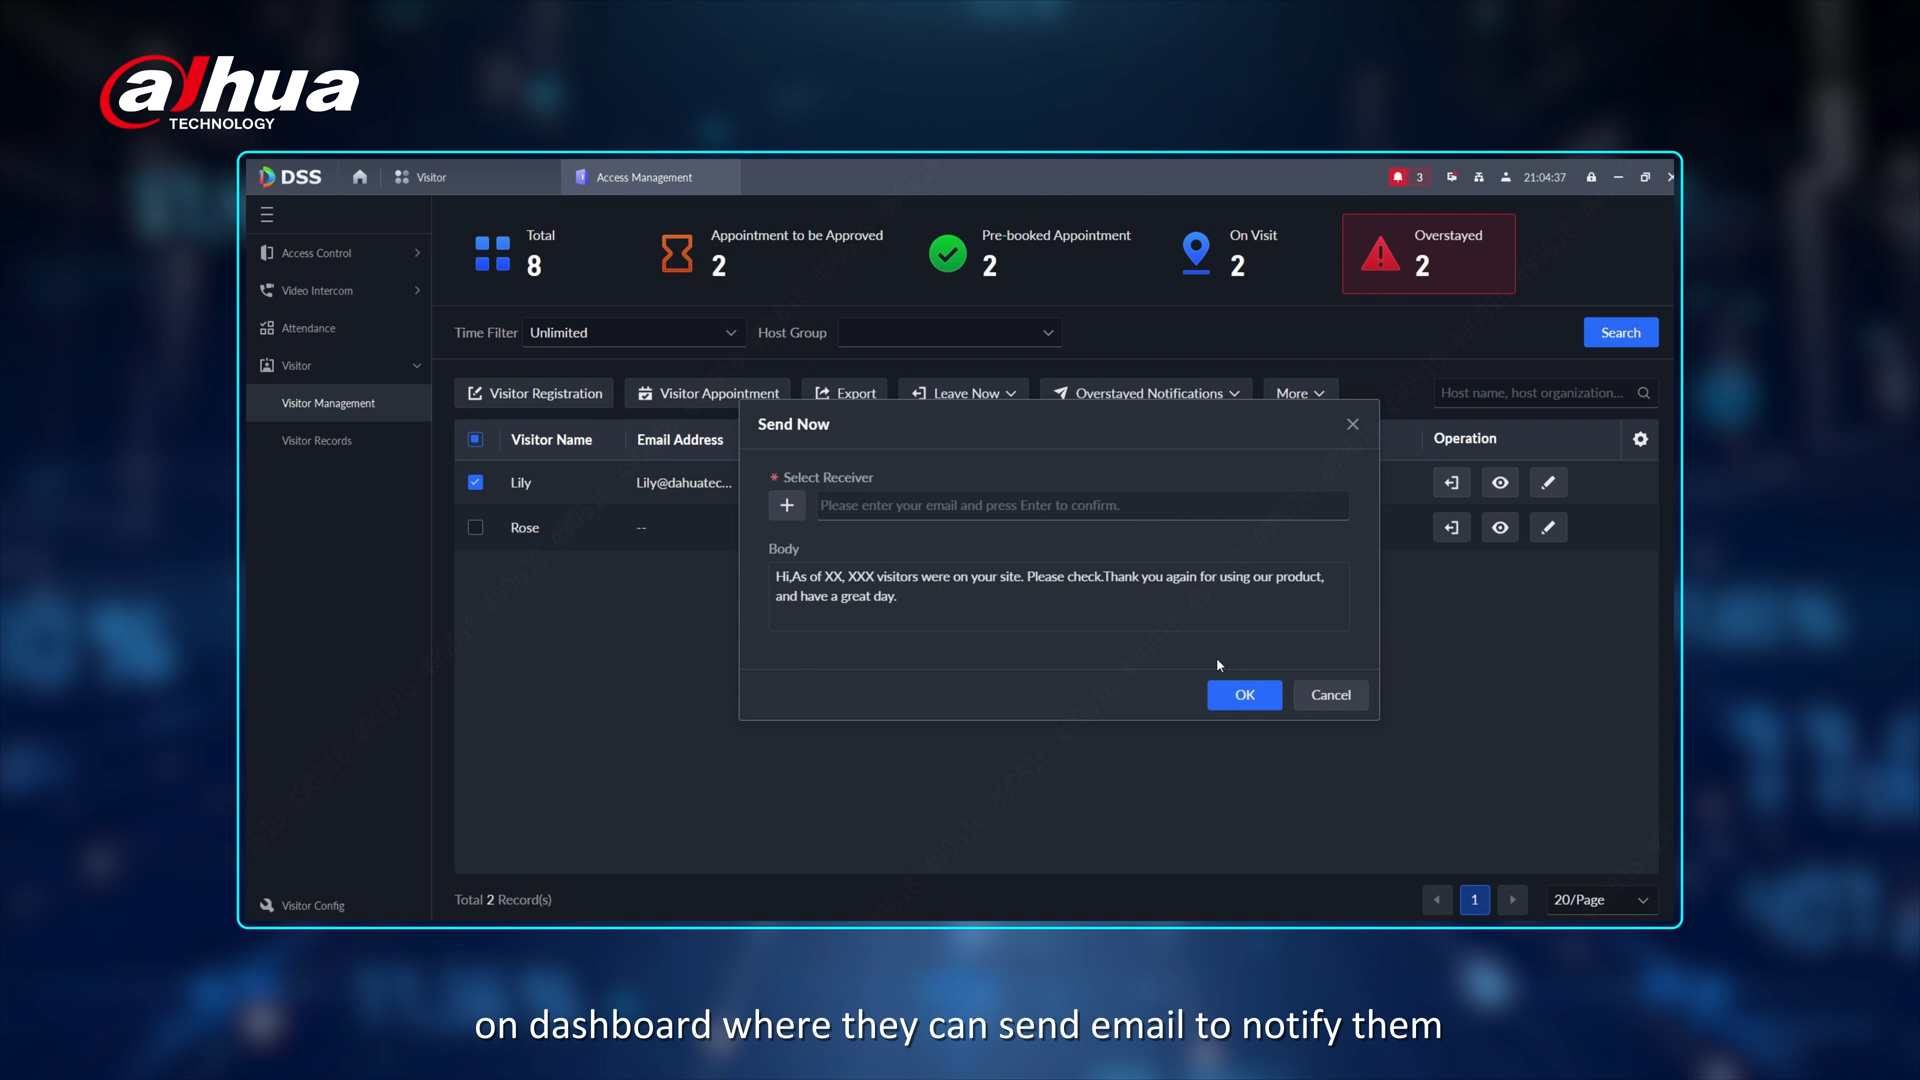 alhua
TECHNOLOGY
DSS
Visitor
Access Management
3
21:04:37
Access Control
Video Intercom
Attendance
Visitor
Visitor Management
Visitor Records
Visitor Config
Total
8
Appointment to be Approved
2
Pre-booked Appointment
2
On Visit
2
Overstayed
2
Time Filter
Unlimited
Host Group
Search
Visitor Registration
Visitor Appointment
Export
Leave Now
Overstayed Notifications
More
Host name, host organization...
Visitor Name
Email Address
Operation
Lily
Lily@dahuatec...
Rose
--
Send Now
* Select Receiver
Please enter your email and press Enter to confirm.
Body
Hi,As of XX, XXX visitors were on your site. Please check.Thank you again for using our product,
and have a great day.
OK
Cancel
Total 2 Record(s)
1
20/Page
on dashboard where they can send email to notify them